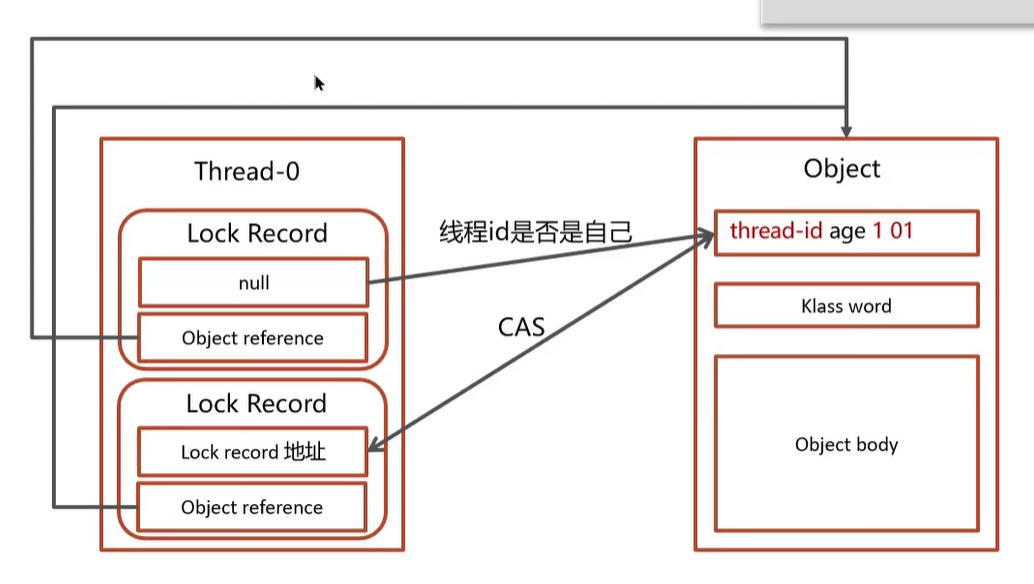 Thread-0
Lock Record
null
Object reference
Lock Record
Lock record 地址
Object reference
线程id是否是自己
CAS
Object
thread-id age 1 01
Klass word
Object body